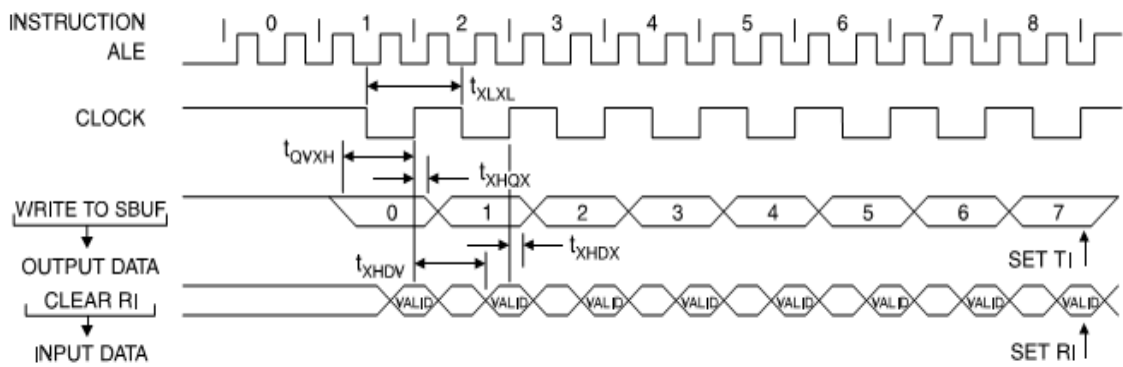 INSTRUCTION 0 1 2 3 4 5 6 7 8
ALE
tXLXL
CLOCK
tQVXH
tXHQX
WRITE TO SBUF 0 1 2 3 4 5 6 7
tXHDX
OUTPUT DATA tXHDV SET TI
CLEAR RI VALID VALID VALID VALID VALID VALID VALID VALID
INPUT DATA SET RI